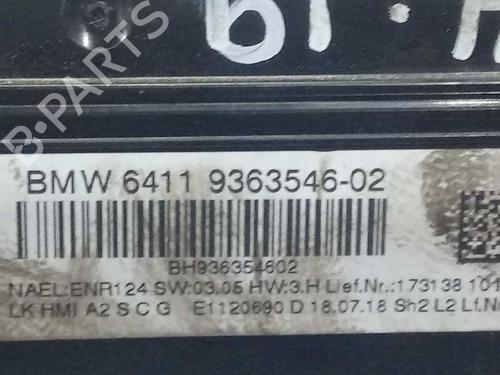 B-PARTS
BMW 6411 9363546-02
BH936354602
NAEL:ENR124 SW:03.05 HW:3.H Lief.Nr.:173138 101
LK HMI A2 S C G E1120690 D 18.07.18 Sh2 L2 Lf.N